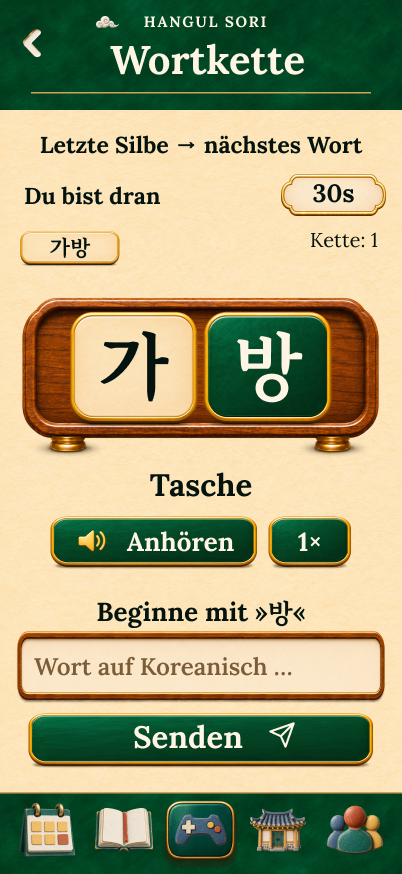 HANGUL SORI
Wortkette
Letzte Silbe → nächstes Wort
Du bist dran
30s
가방
Kette: 1
가 방
Tasche
Anhören
1×
Beginne mit »방«
Wort auf Koreanisch ...
Senden